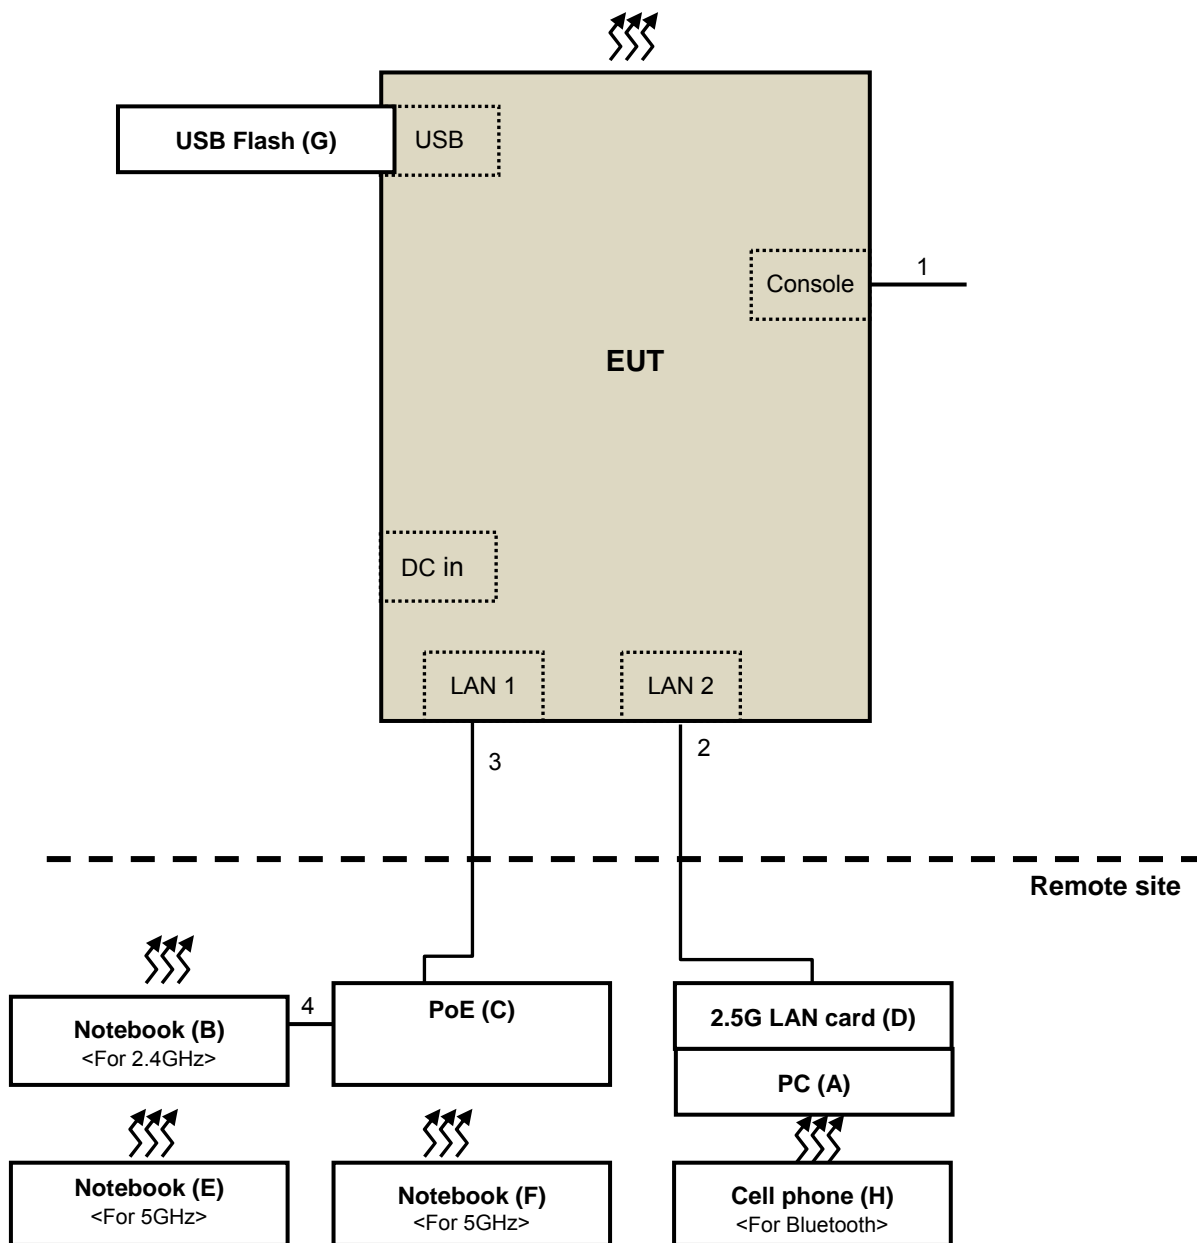 USB Flash (G)
USB
Console
1
EUT
DC in
LAN 1
LAN 2
3
2
Remote site
Notebook (B)
<For 2.4GHz>
4
PoE (C)
2.5G LAN card (D)
PC (A)
Notebook (E)
<For 5GHz>
Notebook (F)
<For 5GHz>
Cell phone (H)
<For Bluetooth>